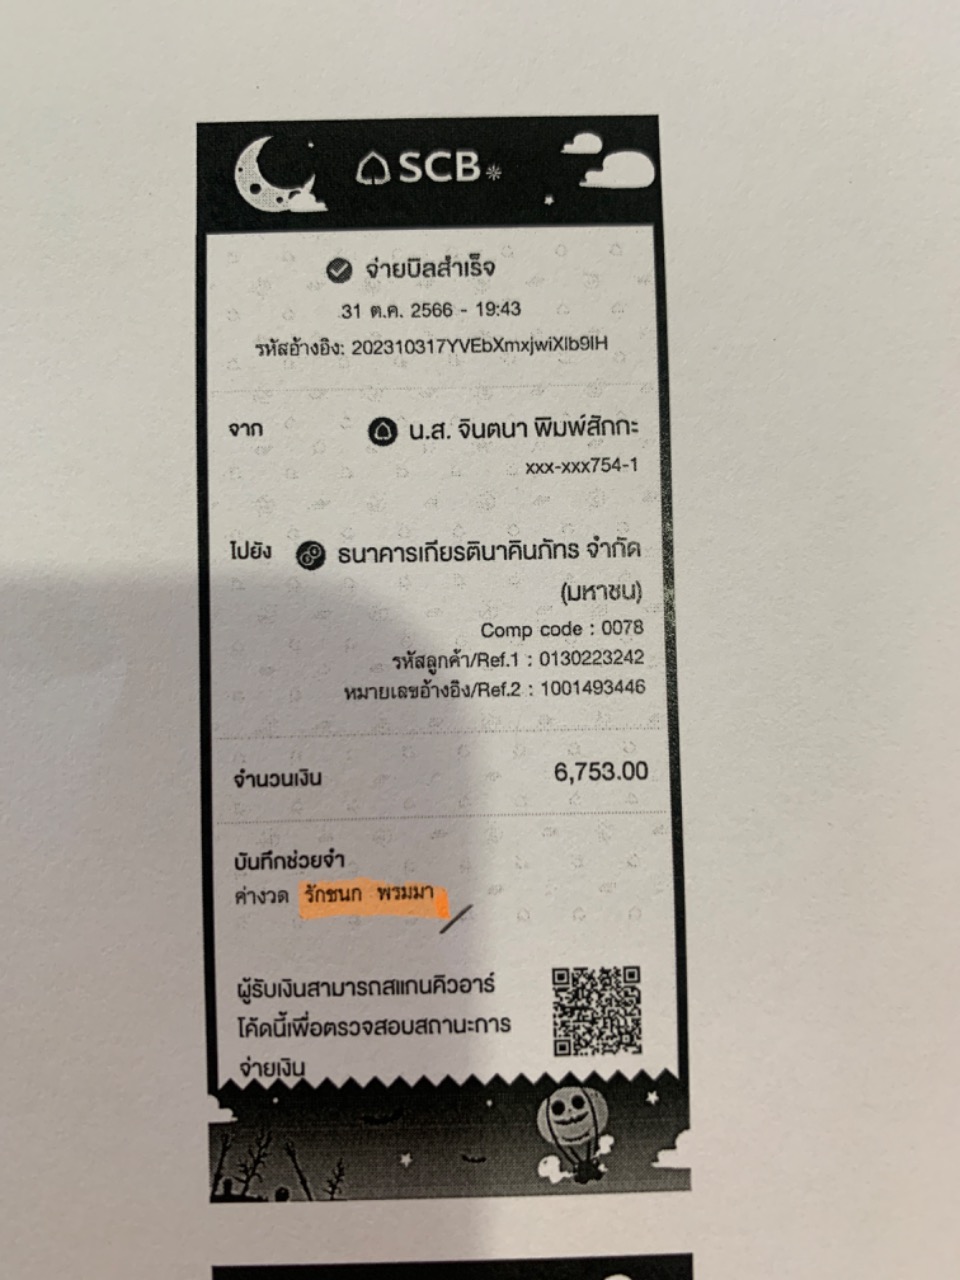 SCB
จ่ายบิลสำเร็จ
31 ต.ค. 2566 - 19:43
รหัสอ้างอิง: 202310317YVEbXmxjwiXlb9IH
จาก น.ส. จินตนา พิมพ์สักกะ
xxx-xxx754-1
ไปยัง ธนาคารเกียรตินาคินภัทร จำกัด
(มหาชน)
Comp code : 0078
รหัสลูกค้า/Ref.1 : 0130223242
หมายเลขอ้างอิง/Ref.2 : 1001493446
จำนวนเงิน 6,753.00
บันทึกช่วยจำ
ค่างวด รักชนก พรมมา
ผู้รับเงินสามารถสแกนคิวอาร์
โค้ดนี้เพื่อตรวจสอบสถานะการ
จ่ายเงิน